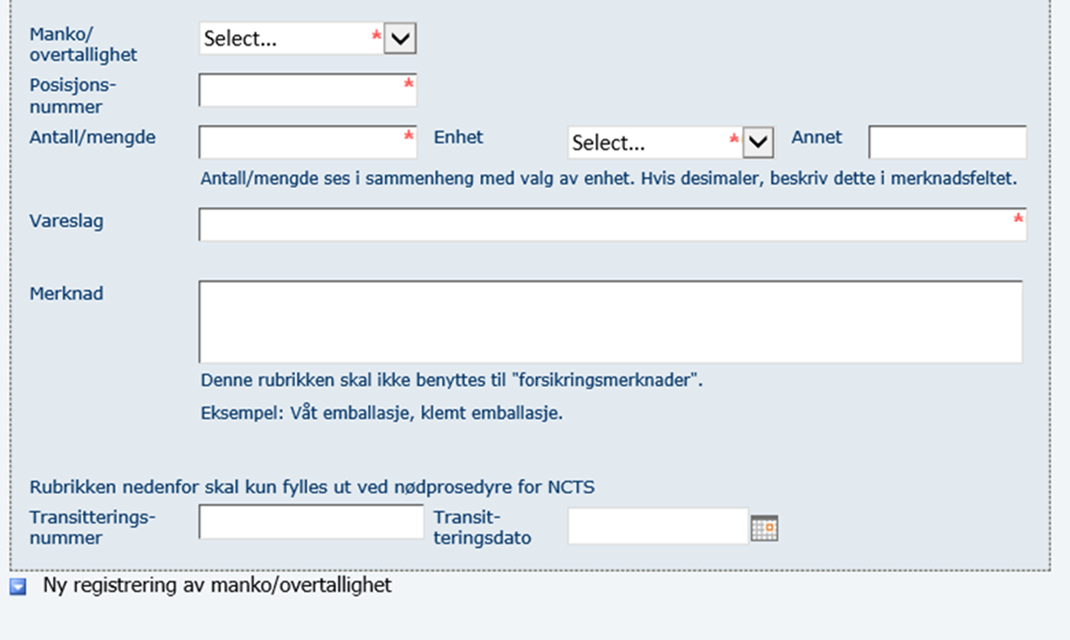 Manko/
overtallighet
Select... *
Posisjons-
nummer
*
Antall/mengde * Enhet Select... * Annet
Antall/mengde ses i sammenheng med valg av enhet. Hvis desimaler, beskriv dette i merknadsfeltet.
Vareslag *
Merknad
Denne rubrikken skal ikke benyttes til "forsikringsmerknader".
Eksempel: Våt emballasje, klemt emballasje.
Rubrikken nedenfor skal kun fylles ut ved nødprosedyre for NCTS
Transitterings-
nummer
Transit-
teringsdato
Ny registrering av manko/overtallighet